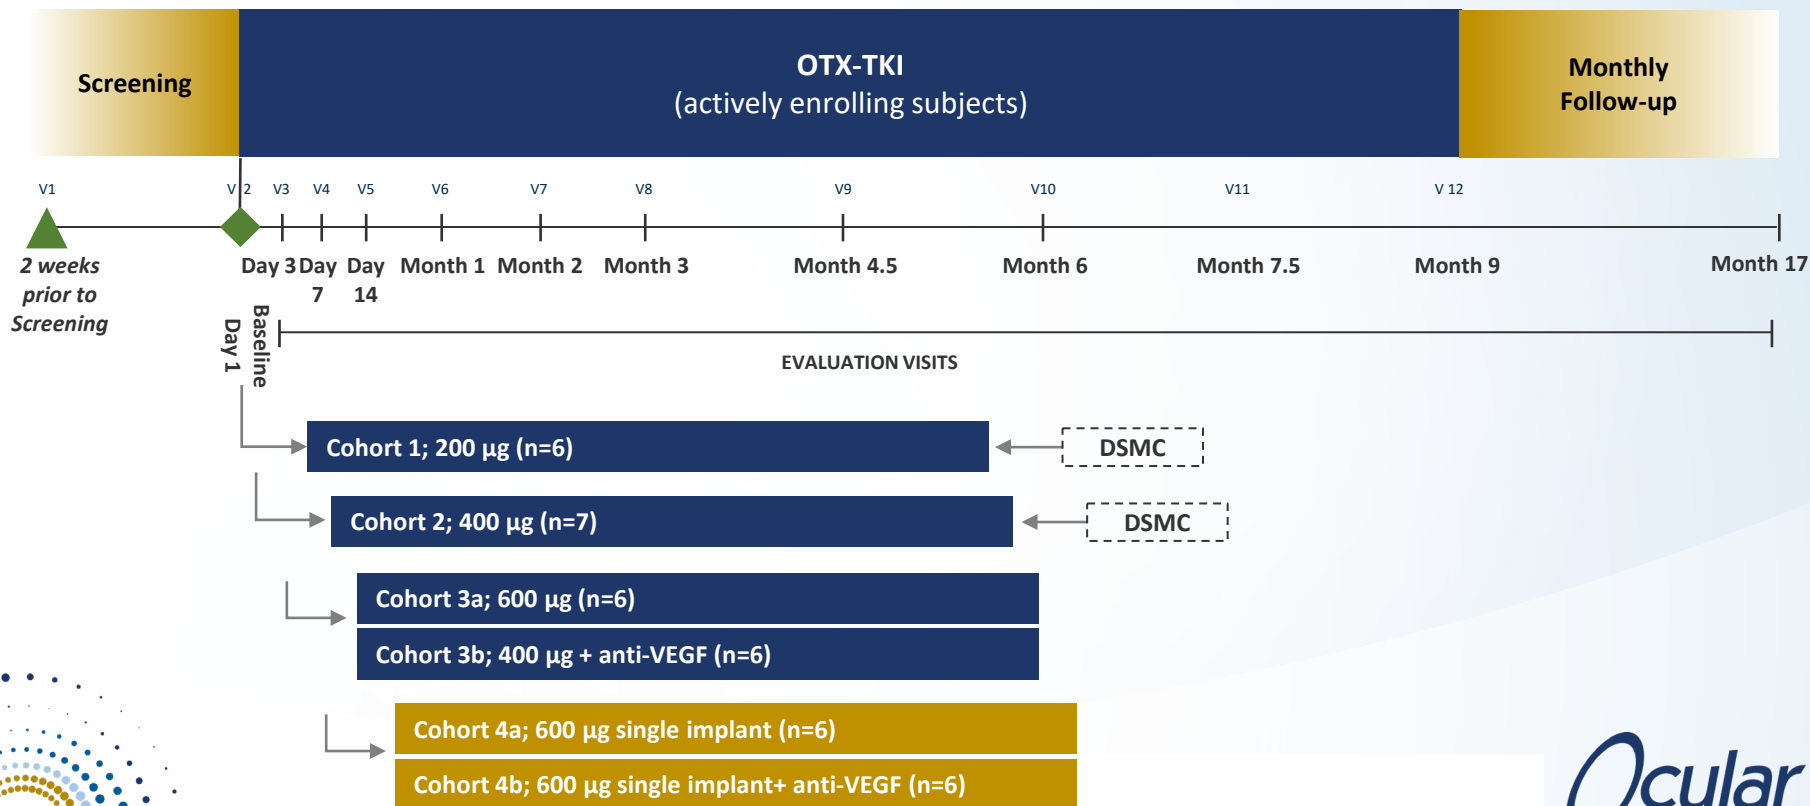 Screening
OTX-TKI
(actively enrolling subjects)
Monthly
Follow-up
V1
V 2
V3
V4
V5
V6
V7
V8
V9
V10
V11
V 12
2 weeks
prior to
Screening
Day 3
Day
7
Day
14
Month 1
Month 2
Month 3
Month 4.5
Month 6
Month 7.5
Month 9
Month 17
Day 1
Baseline
EVALUATION VISITS
Cohort 1; 200 µg (n=6)
DSMC
Cohort 2; 400 µg (n=7)
DSMC
Cohort 3a; 600 µg (n=6)
Cohort 3b; 400 µg + anti-VEGF (n=6)
Cohort 4a; 600 µg single implant (n=6)
Cohort 4b; 600 µg single implant+ anti-VEGF (n=6)
Ocular